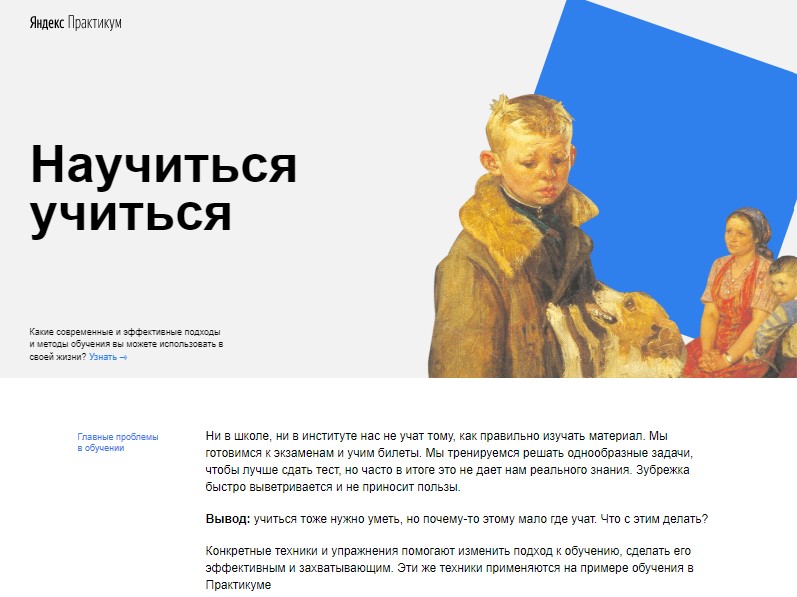 Яндекс Практикум
Научиться
учиться
Какие современные и эффективные подходы
и методы обучения вы можете использовать в
своей жизни? Узнать →
Главные проблемы
в обучении
Ни в школе, ни в институте нас не учат тому, как правильно изучать материал. Мы
готовимся к экзаменам и учим билеты. Мы тренируемся решать однообразные задачи,
чтобы лучше сдать тест, но часто в итоге это не дает нам реального знания. Зубрежка
быстро выветривается и не приносит пользы.
Вывод: учиться тоже нужно уметь, но почему-то этому мало где учат. Что с этим делать?
Конкретные техники и упражнения помогают изменить подход к обучению, сделать его
эффективным и захватывающим. Эти же техники применяются на примере обучения в
Практикуме